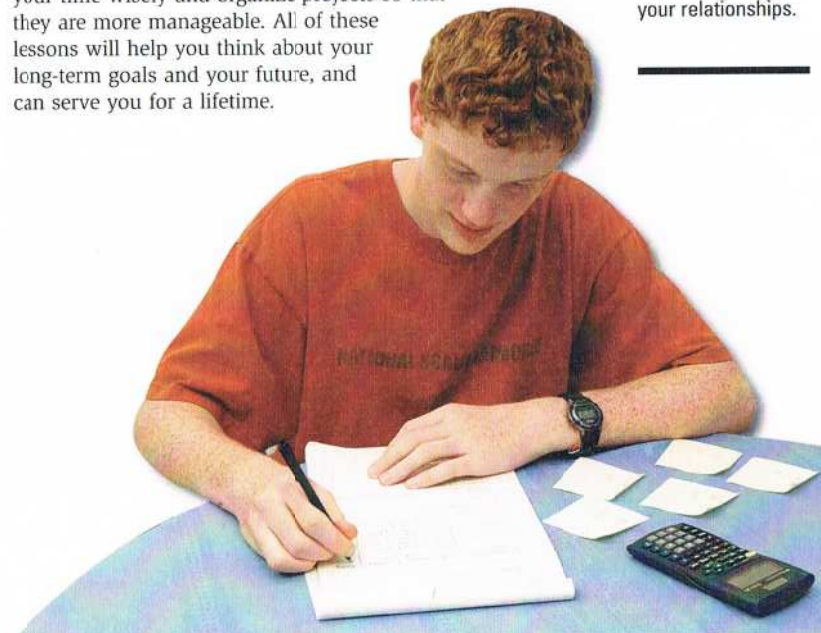 they are more manageable. All of these
lessons will help you think about your
long-term goals and your future, and
can serve you for a lifetime.
your relationships.
NATIONAL